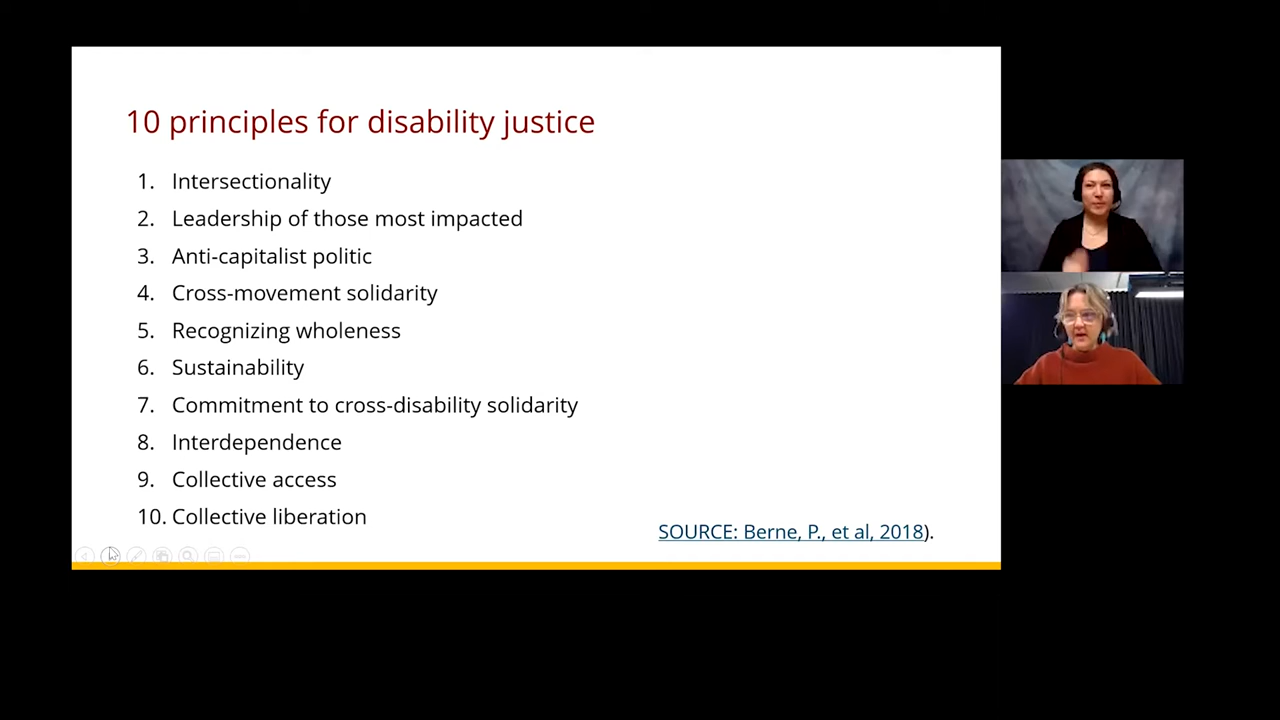 10 principles for disability justice
1. Intersectionality
2. Leadership of those most impacted
3. Anti-capitalist politic
4. Cross-movement solidarity
5. Recognizing wholeness
6. Sustainability
7. Commitment to cross-disability solidarity
8. Interdependence
9. Collective access
10. Collective liberation
SOURCE: Berne, P., et al, 2018).